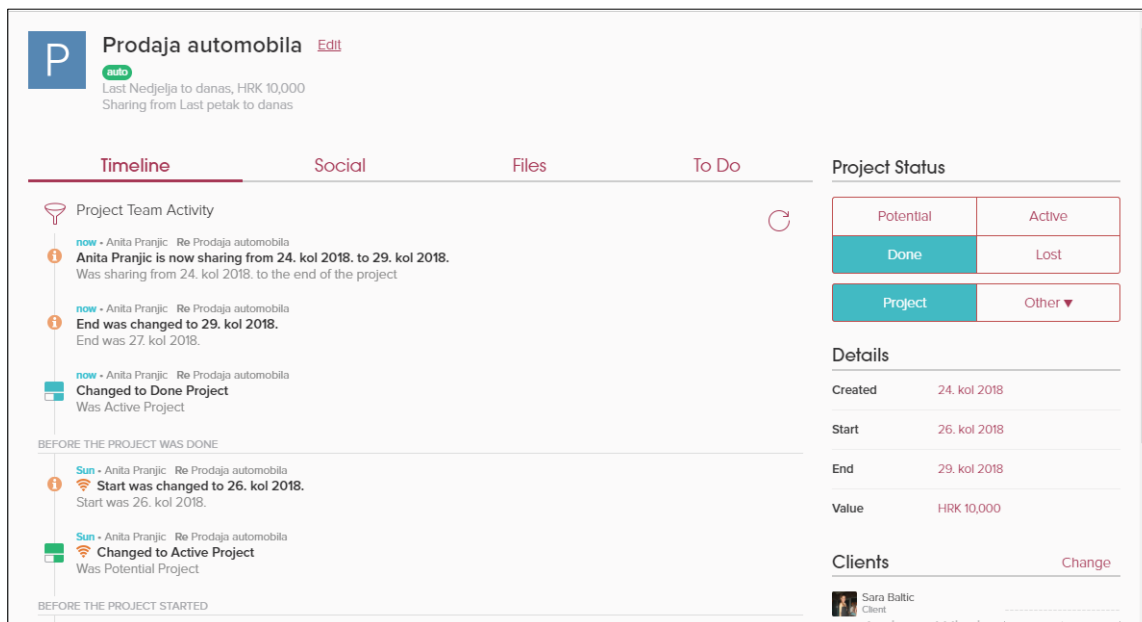 P
Prodaja automobila Edit
auto
Last Nedjelja to danas, HRK 10,000
Sharing from Last petak to danas
Timeline Social Files To Do
Project Team Activity
now - Anita Pranjic Re Prodaja automobila
Anita Pranjic is now sharing from 24. kol 2018. to 29. kol 2018.
Was sharing from 24. kol 2018. to the end of the project
now - Anita Pranjic Re Prodaja automobila
End was changed to 29. kol 2018.
End was 27. kol 2018.
now - Anita Pranjic Re Prodaja automobila
Changed to Done Project
Was Active Project
BEFORE THE PROJECT WAS DONE
Sun - Anita Pranjic Re Prodaja automobila
Start was changed to 26. kol 2018.
Start was 26. kol 2018.
Sun - Anita Pranjic Re Prodaja automobila
Changed to Active Project
Was Potential Project
BEFORE THE PROJECT STARTED
Project Status
Potential Active
Done Lost
Project Other ▼
Details
Created 24. kol 2018
Start 26. kol 2018
End 29. kol 2018
Value HRK 10,000
Clients Change
Sara Baltic
Client